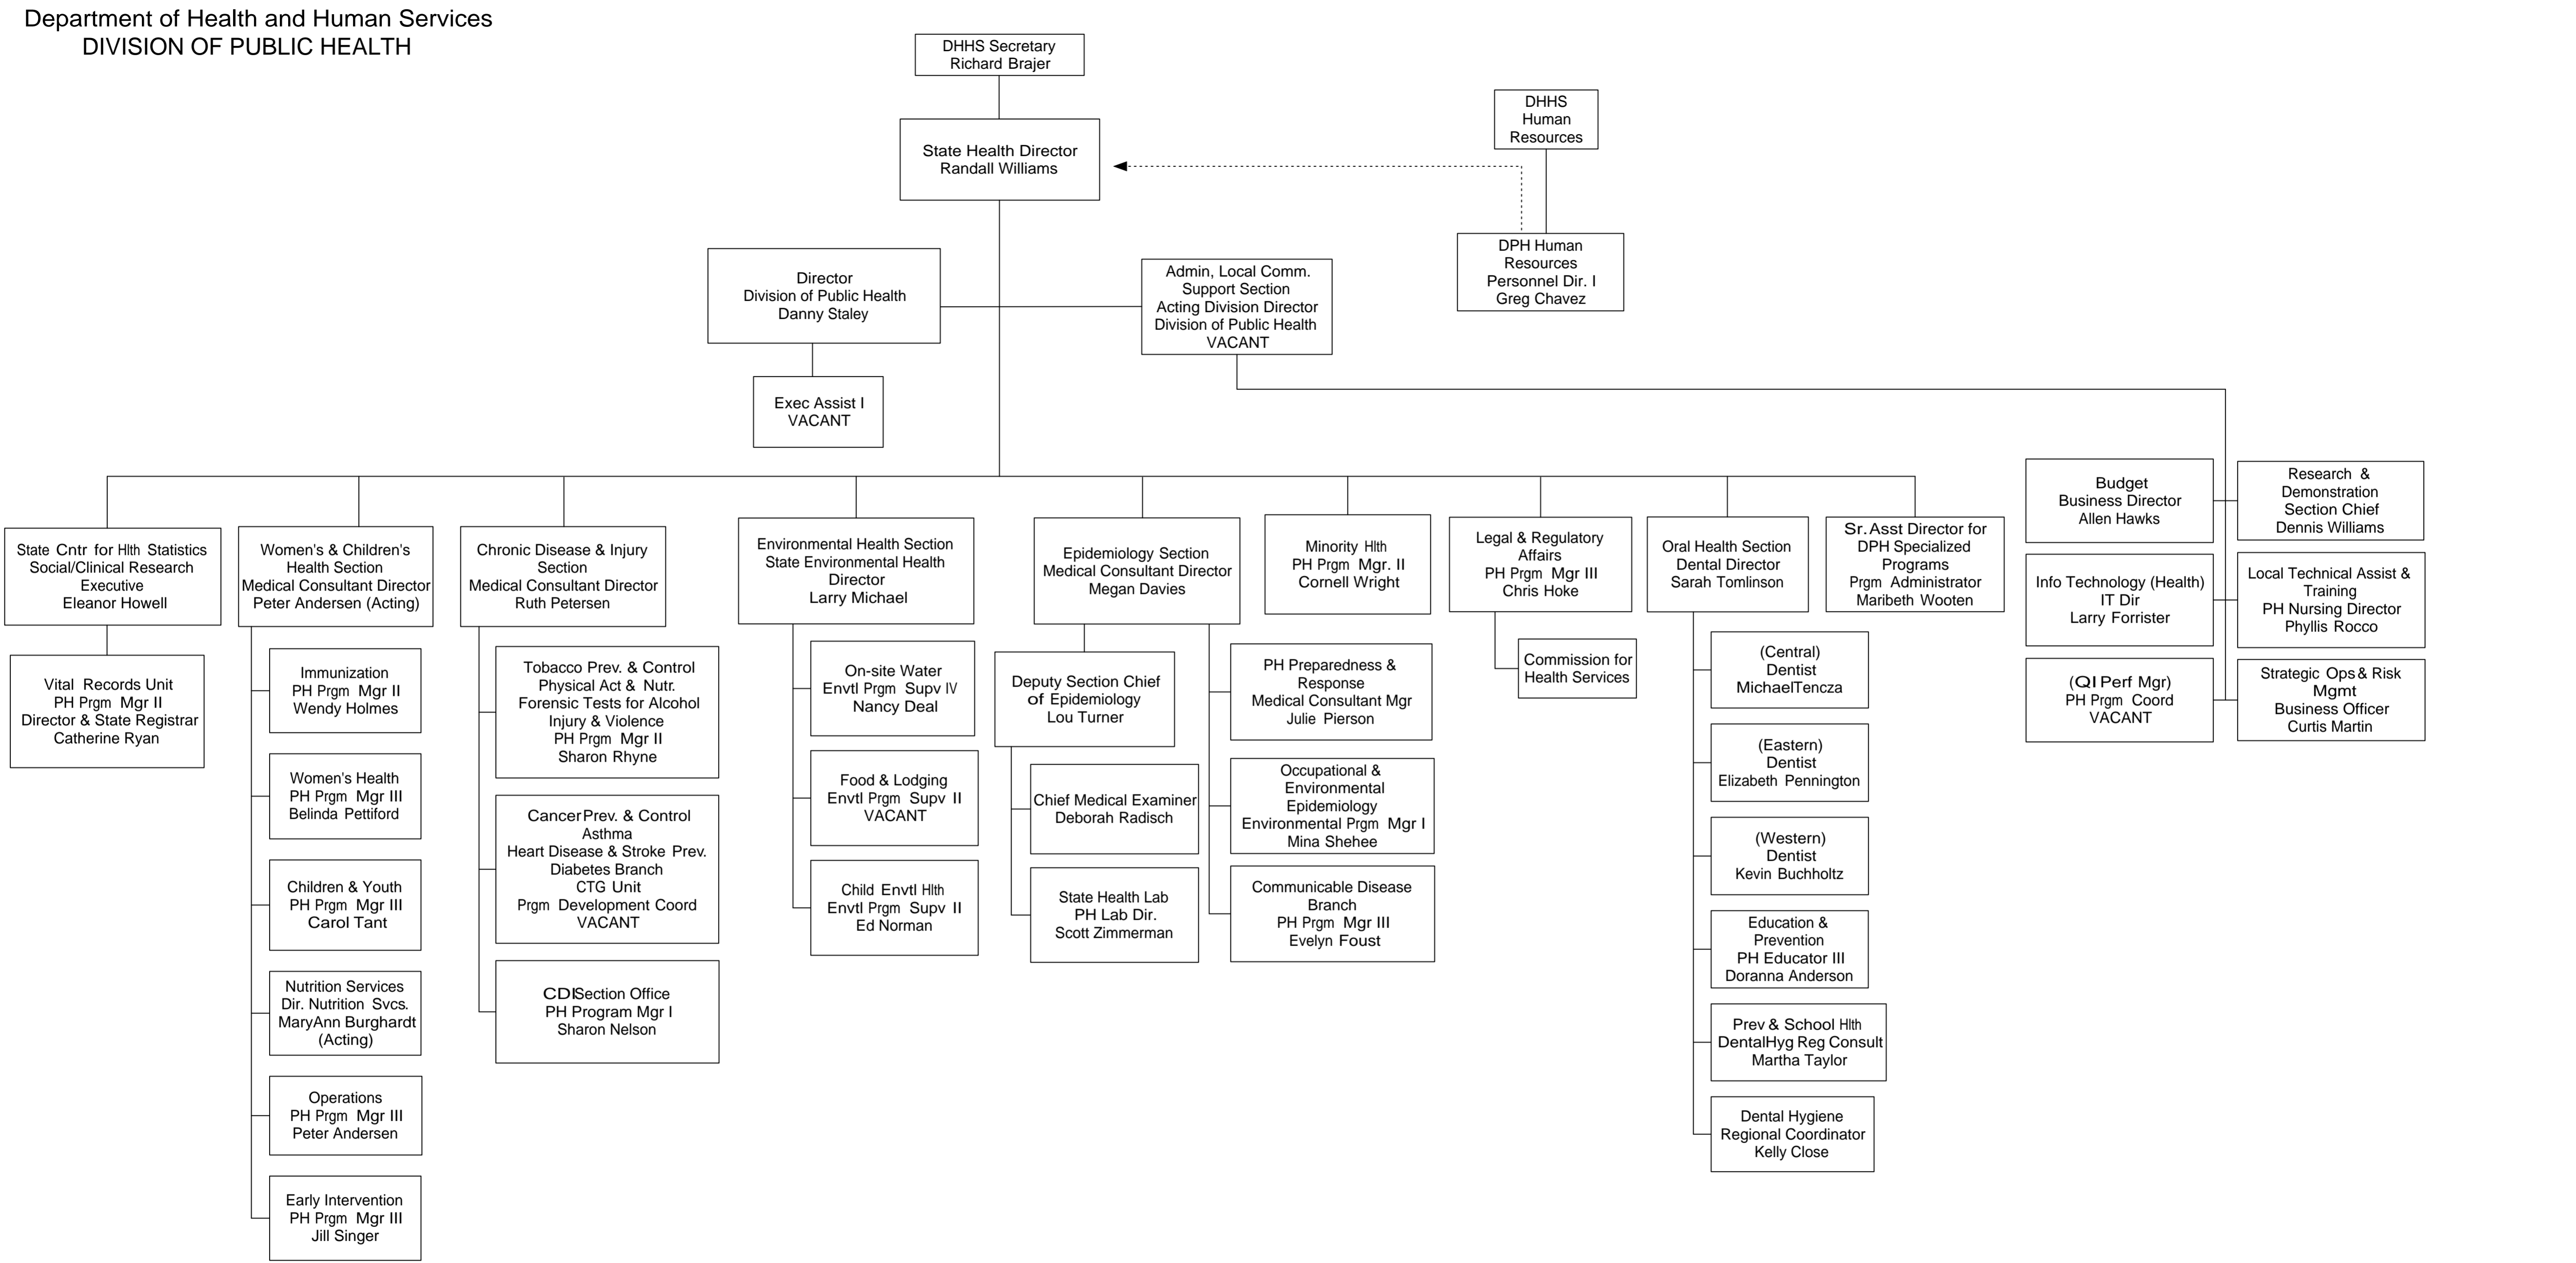 Department of Health and Human Services
DIVISION OF PUBLIC HEALTH
DHHS Secretary
Richard Brajer
DHHS
Human
Resources
State Health Director
Randall Williams
DPH Human
Resources
Personnel Dir. I
Greg Chavez
Director
Division of Public Health
Danny Staley
Admin, Local Comm.
Support Section
Acting Division Director
Division of Public Health
VACANT
Exec Assist I
VACANT
State Cntr for Hlth Statistics
Social/Clinical Research
Executive
Eleanor Howell
Vital Records Unit
PH Prgm Mgr II
Director & State Registrar
Catherine Ryan
Women's & Children's
Health Section
Medical Consultant Director
Peter Andersen (Acting)
Immunization
PH Prgm Mgr II
Wendy Holmes
Women's Health
PH Prgm Mgr III
Belinda Pettiford
Children & Youth
PH Prgm Mgr III
Carol Tant
Nutrition Services
Dir. Nutrition Svcs.
MaryAnn Burghardt
(Acting)
Operations
PH Prgm Mgr III
Peter Andersen
Early Intervention
PH Prgm Mgr III
Jill Singer
Chronic Disease & Injury
Section
Medical Consultant Director
Ruth Petersen
Tobacco Prev. & Control
Physical Act & Nutr.
Forensic Tests for Alcohol
Injury & Violence
PH Prgm Mgr II
Sharon Rhyne
CancerPrev. & Control
Asthma
Heart Disease & Stroke Prev.
Diabetes Branch
CTG Unit
Prgm Development Coord
VACANT
CDISection Office
PH Program Mgr I
Sharon Nelson
Environmental Health Section
State Environmental Health
Director
Larry Michael
On-site Water
Envtl Prgm Supv IV
Nancy Deal
Food & Lodging
Envtl Prgm Supv II
VACANT
Child Envtl Hlth
Envtl Prgm Supv II
Ed Norman
Epidemiology Section
Medical Consultant Director
Megan Davies
Deputy Section Chief
of Epidemiology
Lou Turner
Chief Medical Examiner
Deborah Radisch
State Health Lab
PH Lab Dir.
Scott Zimmerman
PH Preparedness &
Response
Medical Consultant Mgr
Julie Pierson
Occupational &
Environmental
Epidemiology
Environmental Prgm Mgr I
Mina Shehee
Communicable Disease
Branch
PH Prgm Mgr III
Evelyn Foust
Minority Hlth
PH Prgm Mgr. II
Cornell Wright
Legal & Regulatory
Affairs
PH Prgm Mgr III
Chris Hoke
Commission for
Health Services
Oral Health Section
Dental Director
Sarah Tomlinson
(Central)
Dentist
MichaelTencza
(Eastern)
Dentist
Elizabeth Pennington
(Western)
Dentist
Kevin Buchholtz
Education &
Prevention
PH Educator III
Doranna Anderson
Prev & School Hlth
DentalHyg Reg Consult
Martha Taylor
Dental Hygiene
Regional Coordinator
Kelly Close
Sr. Asst Director for
DPH Specialized
Programs
Prgm Administrator
Maribeth Wooten
Budget
Business Director
Allen Hawks
Research &
Demonstration
Section Chief
Dennis Williams
Info Technology (Health)
IT Dir
Larry Forrister
Local Technical Assist &
Training
PH Nursing Director
Phyllis Rocco
(QI Perf Mgr)
PH Prgm Coord
VACANT
Strategic Ops & Risk
Mgmt
Business Officer
Curtis Martin